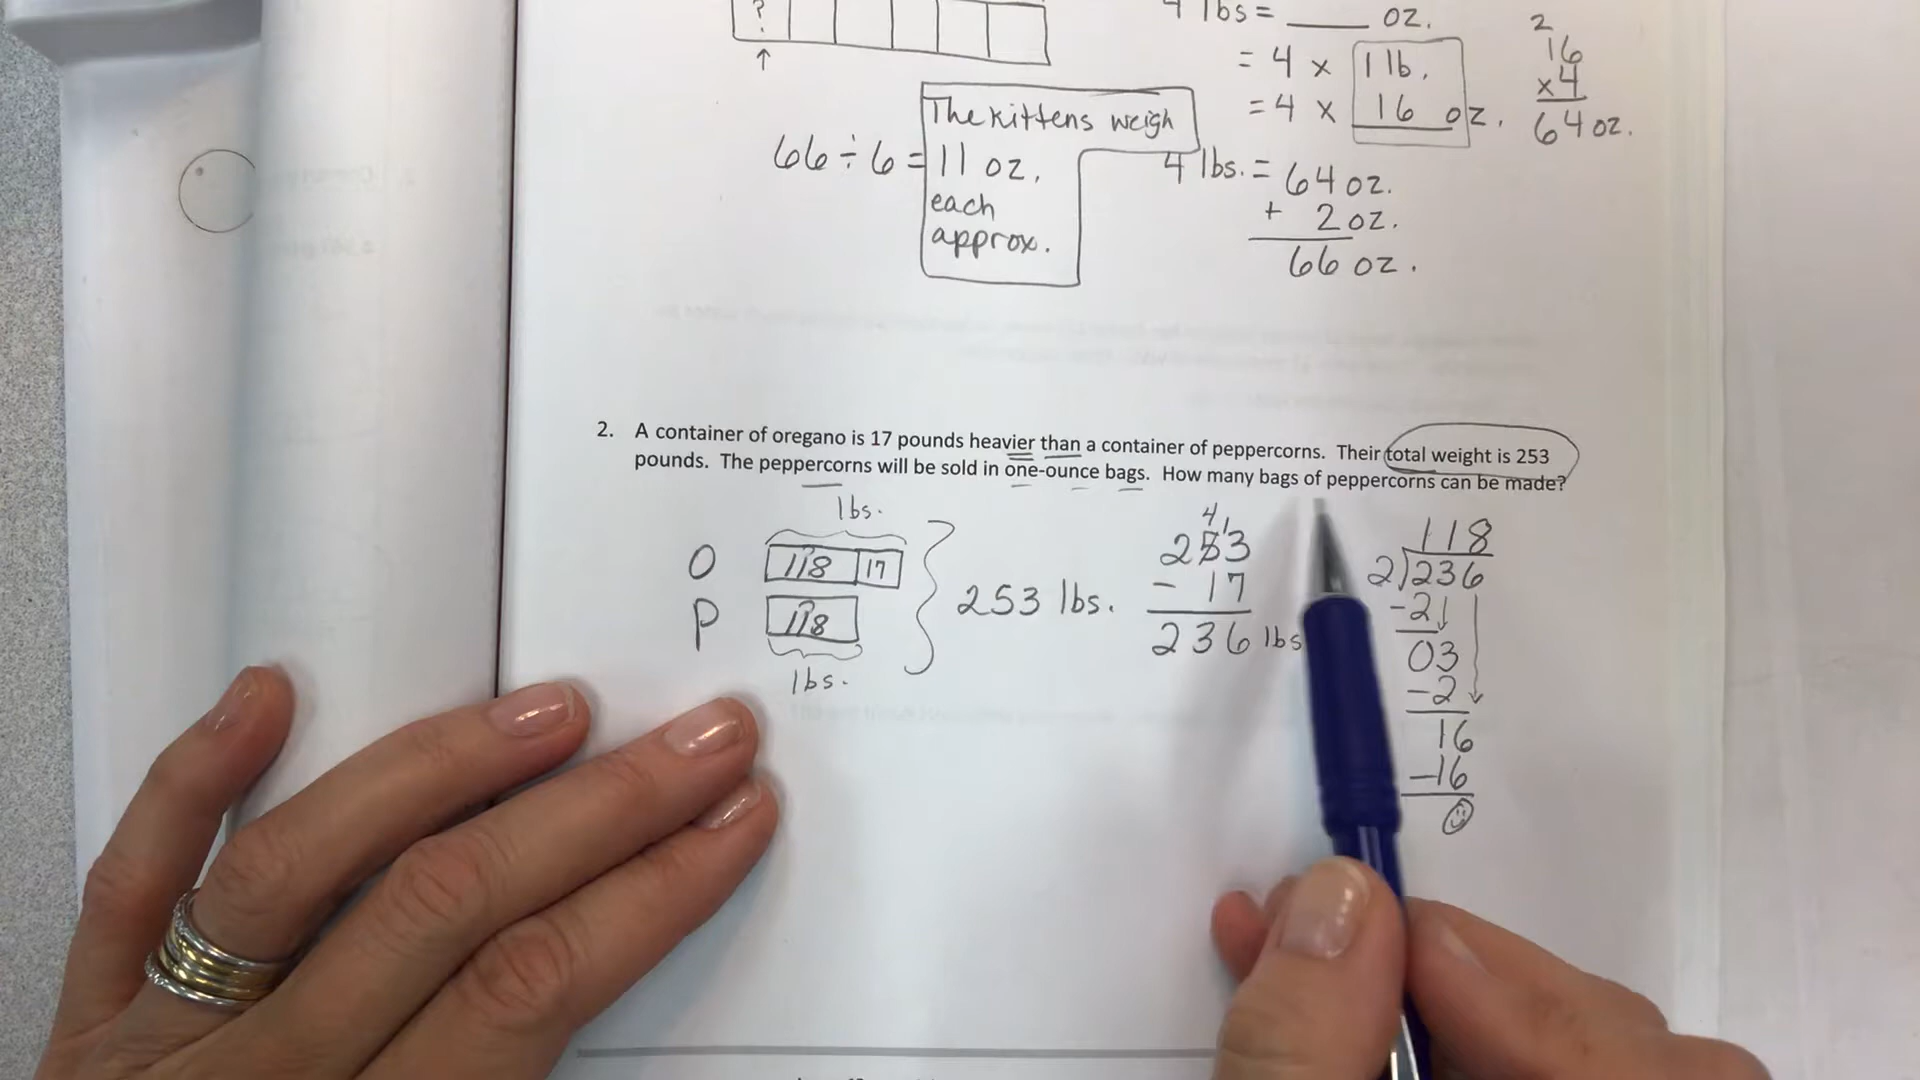 ?
↑
4 lbs = ____ oz.
= 4 x 1 lb.
= 4 x 16 oz.
2
16
x4
64 oz.
The kittens weigh
66 ÷ 6 = 11 oz.
each
approx.
4 lbs. = 64 oz.
+ 2 oz.
66 oz.
2. A container of oregano is 17 pounds heavier than a container of peppercorns. Their total weight is 253
pounds. The peppercorns will be sold in one-ounce bags. How many bags of peppercorns can be made?
lbs.
O 118 17
P 118
lbs.
253 lbs.
4 1
253
- 17
236 lbs
118
2)236
-2↓
03
-2
16
-16